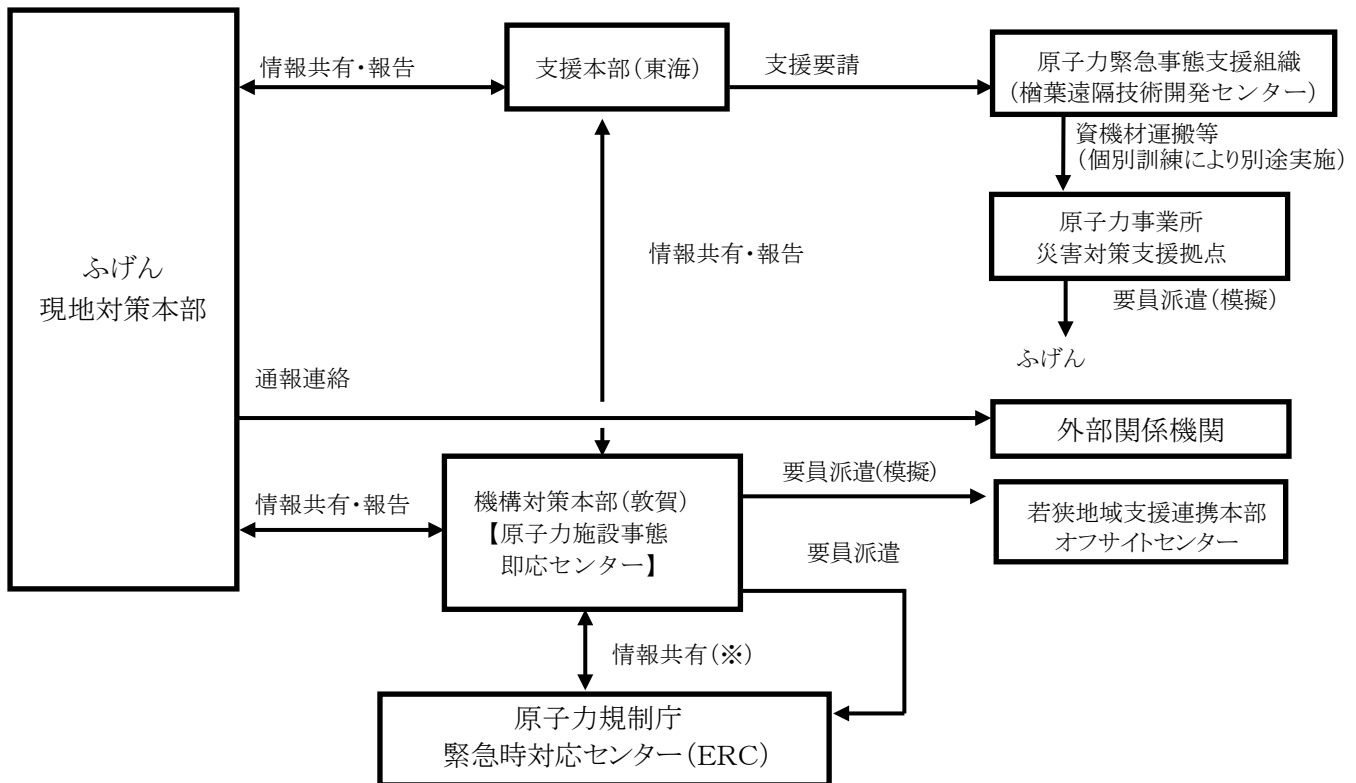 情報共有・報告
支援本部(東海)
支援要請
原子力緊急事態支援組織
(楢葉遠隔技術開発センター)
資機材運搬等
(個別訓練により別途実施)
原子力事業所
災害対策支援拠点
要員派遣(模擬)
ふげん
ふげん
現地対策本部
情報共有・報告
通報連絡
外部関係機関
情報共有・報告
機構対策本部(敦賀)
【原子力施設事態
即応センター】
要員派遣(模擬)
若狭地域支援連携本部
オフサイトセンター
要員派遣
情報共有(※)
原子力規制庁
緊急時対応センター(ERC)